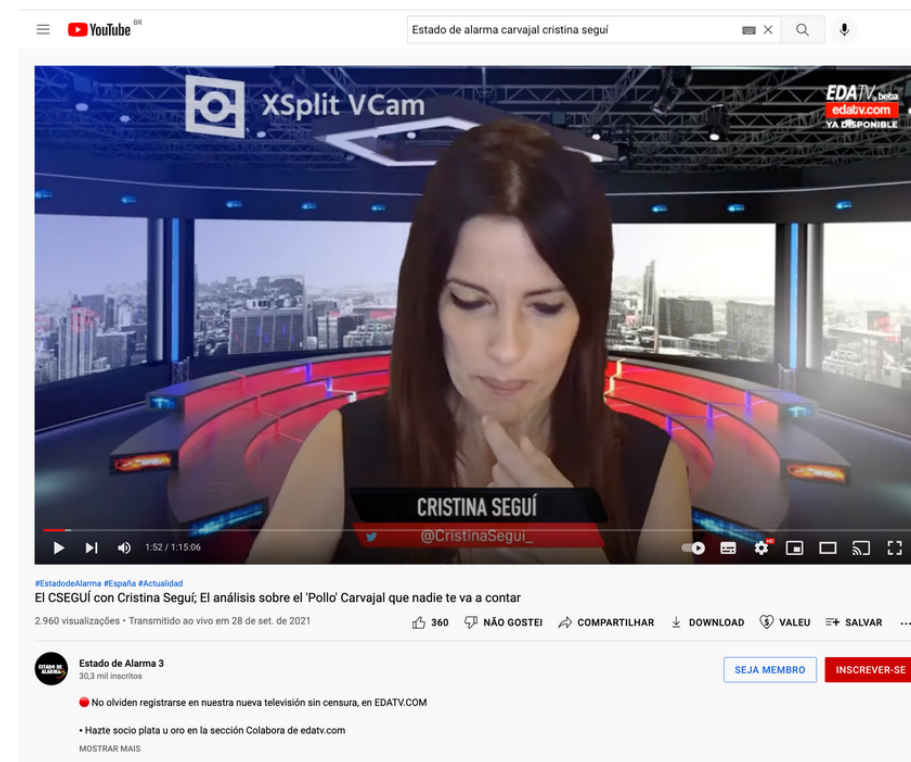 YouTube BR
Estado de alarma carvajal cristina seguí
XSplit VCam
EDATV.beta
edatv.com
YA DISPONIBLE
CRISTINA SEGUÍ
@CristinaSegui_
1:52 / 1:15:06
HD
#EstadodeAlarma #España #Actualidad
El CSEGUÍ con Cristina Seguí; El análisis sobre el 'Pollo' Carvajal que nadie te va a contar
2.960 visualizações • Transmitido ao vivo em 28 de set. de 2021
360 NÃO GOSTEI COMPARTILHAR DOWNLOAD VALEU SALVAR ...
ESTADO DE ALARMA
Estado de Alarma 3
30,3 mil inscritos
SEJA MEMBRO INSCREVER-SE
No olviden registrarse en nuestra nueva televisión sin censura, en EDATV.COM
• Hazte socio plata u oro en la sección Colabora de edatv.com
MOSTRAR MAIS